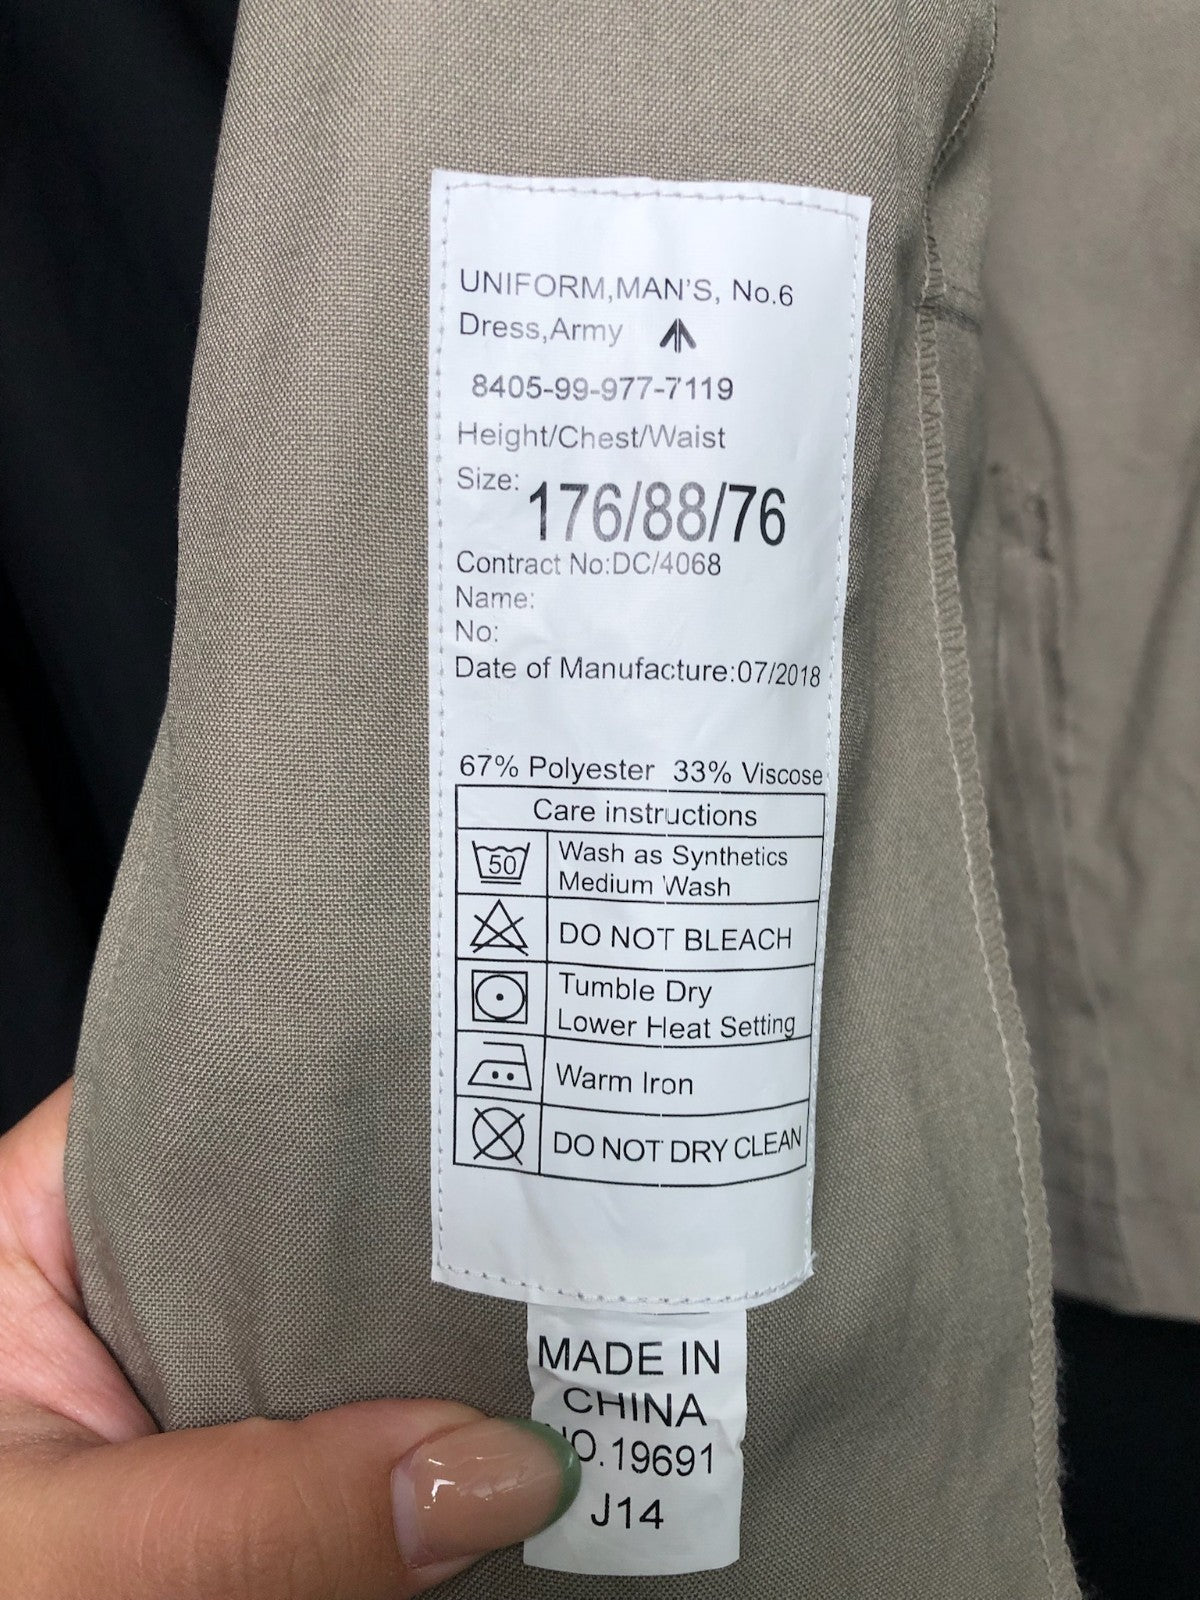 UNIFORM,MAN'S, No.6
Dress,Army
8405-99-977-7119
Height/Chest/Waist
Size: 176/88/76
Contract No:DC/4068
Name:
No:
Date of Manufacture:07/2018
67% Polyester 33% Viscose
Care instructions
50 Wash as Synthetics
Medium Wash
DO NOT BLEACH
Tumble Dry
Lower Heat Setting
Warm Iron
DO NOT DRY CLEAN
MADE IN
CHINA
NO.19691
J14